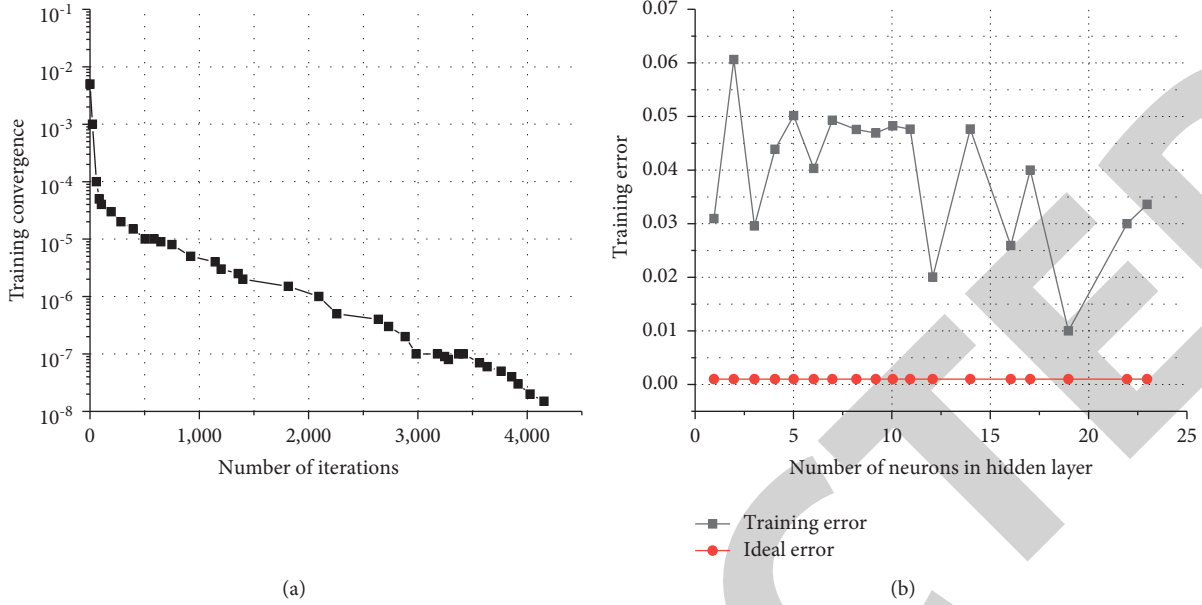 10-1
10-2
10-3
10-4
10-5
10-6
10-7
10-8
Training convergence
0 1,000 2,000 3,000 4,000
Number of iterations
(a)
0.07
0.06
0.05
0.04
0.03
0.02
0.01
0.00
Training error
0 5 10 15 20 25
Number of neurons in hidden layer
Training error
Ideal error
(b)
CTED